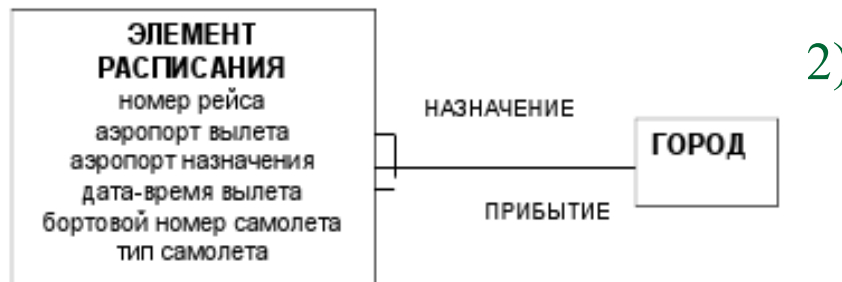 ЭЛЕМЕНТ
РАСПИСАНИЯ
номер рейса
аэропорт вылета
аэропорт назначения
дата-время вылета
бортовой номер самолета
тип самолета
НАЗНАЧЕНИЕ
ПРИБЫТИЕ
ГОРОД
2)